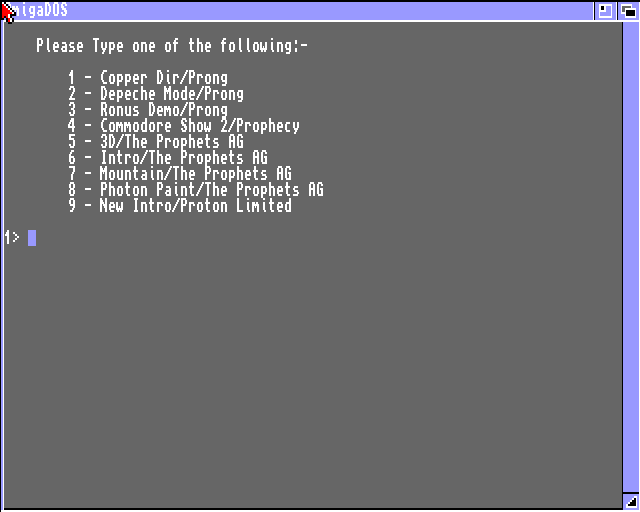 AmigaDOS
Please Type one of the following:-
1 - Copper Dir/Prong
2 - Depeche Mode/Prong
3 - Ronus Demo/Prong
4 - Commodore Show 2/Prophecy
5 - 3D/The Prophets AG
6 - Intro/The Prophets AG
7 - Mountain/The Prophets AG
8 - Photon Paint/The Prophets AG
9 - New Intro/Proton Limited
1>